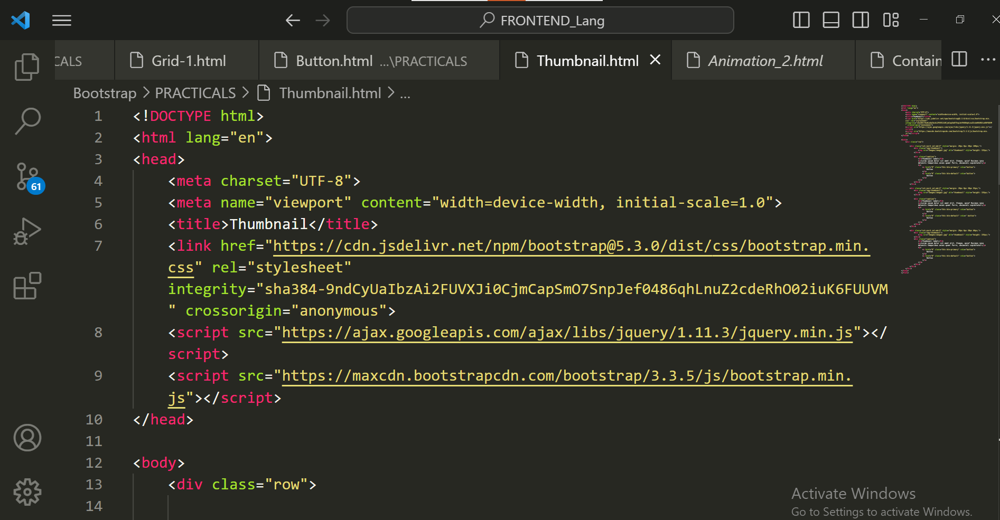 FRONTEND_Lang
CALS
Grid-1.html
Button.html ...\PRACTICALS
Thumbnail.html
Animation_2.html
Contain
Bootstrap > PRACTICALS > Thumbnail.html > ...
1 <!DOCTYPE html>
2 <html lang="en">
3 <head>
4 <meta charset="UTF-8">
5 <meta name="viewport" content="width=device-width, initial-scale=1.0">
6 <title>Thumbnail</title>
7 <link href="https://cdn.jsdelivr.net/npm/bootstrap@5.3.0/dist/css/bootstrap.min.
css" rel="stylesheet"
integrity="sha384-9ndCyUaIbzAi2FUVXJi0CjmCapSmO7SnpJef0486qhLnuZ2cdeRhO02iuK6FUUVM
" crossorigin="anonymous">
8 <script src="https://ajax.googleapis.com/ajax/libs/jquery/1.11.3/jquery.min.js"></
script>
9 <script src="https://maxcdn.bootstrapcdn.com/bootstrap/3.3.5/js/bootstrap.min.
js"></script>
10 </head>
11
12 <body>
13 <div class="row">
14
61
Activate Windows
Go to Settings to activate Windows.